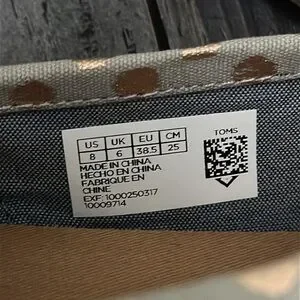 US UK EU CM
8 6 38.5 25
TOMS
MADE IN CHINA
HECHO EN CHINA
FABRIQUE EN
CHINE
EXF: 1000250317
10009714